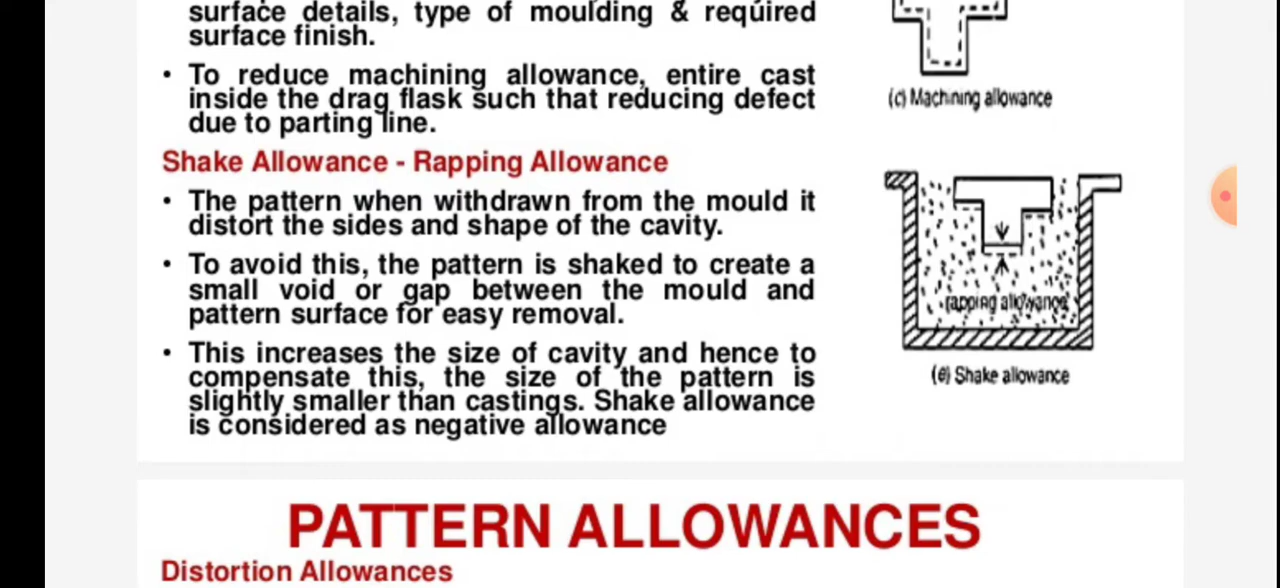 surface details, type of moulding & required
surface finish.
• To reduce machining allowance, entire cast
inside the drag flask such that reducing defect
due to parting line.
(c) Machining allowance
Shake Allowance - Rapping Allowance
• The pattern when withdrawn from the mould it
distort the sides and shape of the cavity.
• To avoid this, the pattern is shaked to create a
small void or gap between the mould and
pattern surface for easy removal.
rapping allowance
• This increases the size of cavity and hence to
compensate this, the size of the pattern is
slightly smaller than castings. Shake allowance
is considered as negative allowance
(e) Shake allowance
PATTERN ALLOWANCES
Distortion Allowances